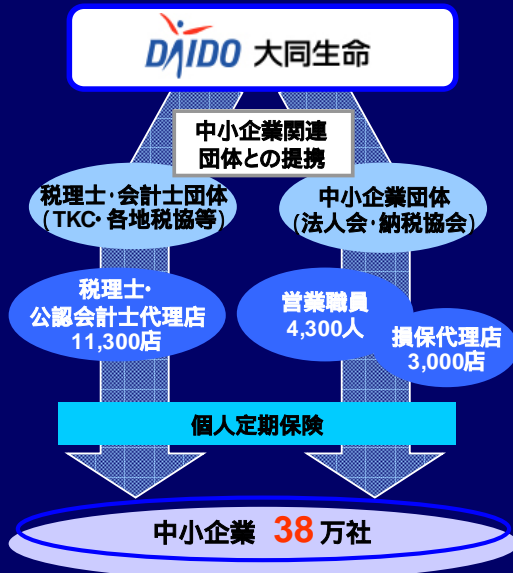 DAIDO 大同生命
中小企業関連
団体との提携
税理士・会計士団体
(TKC・各地税協等)
中小企業団体
(法人会・納税協会)
税理士・
公認会計士代理店
11,300店
営業職員
4,300人
損保代理店
3,000店
個人定期保険
中小企業 38万社